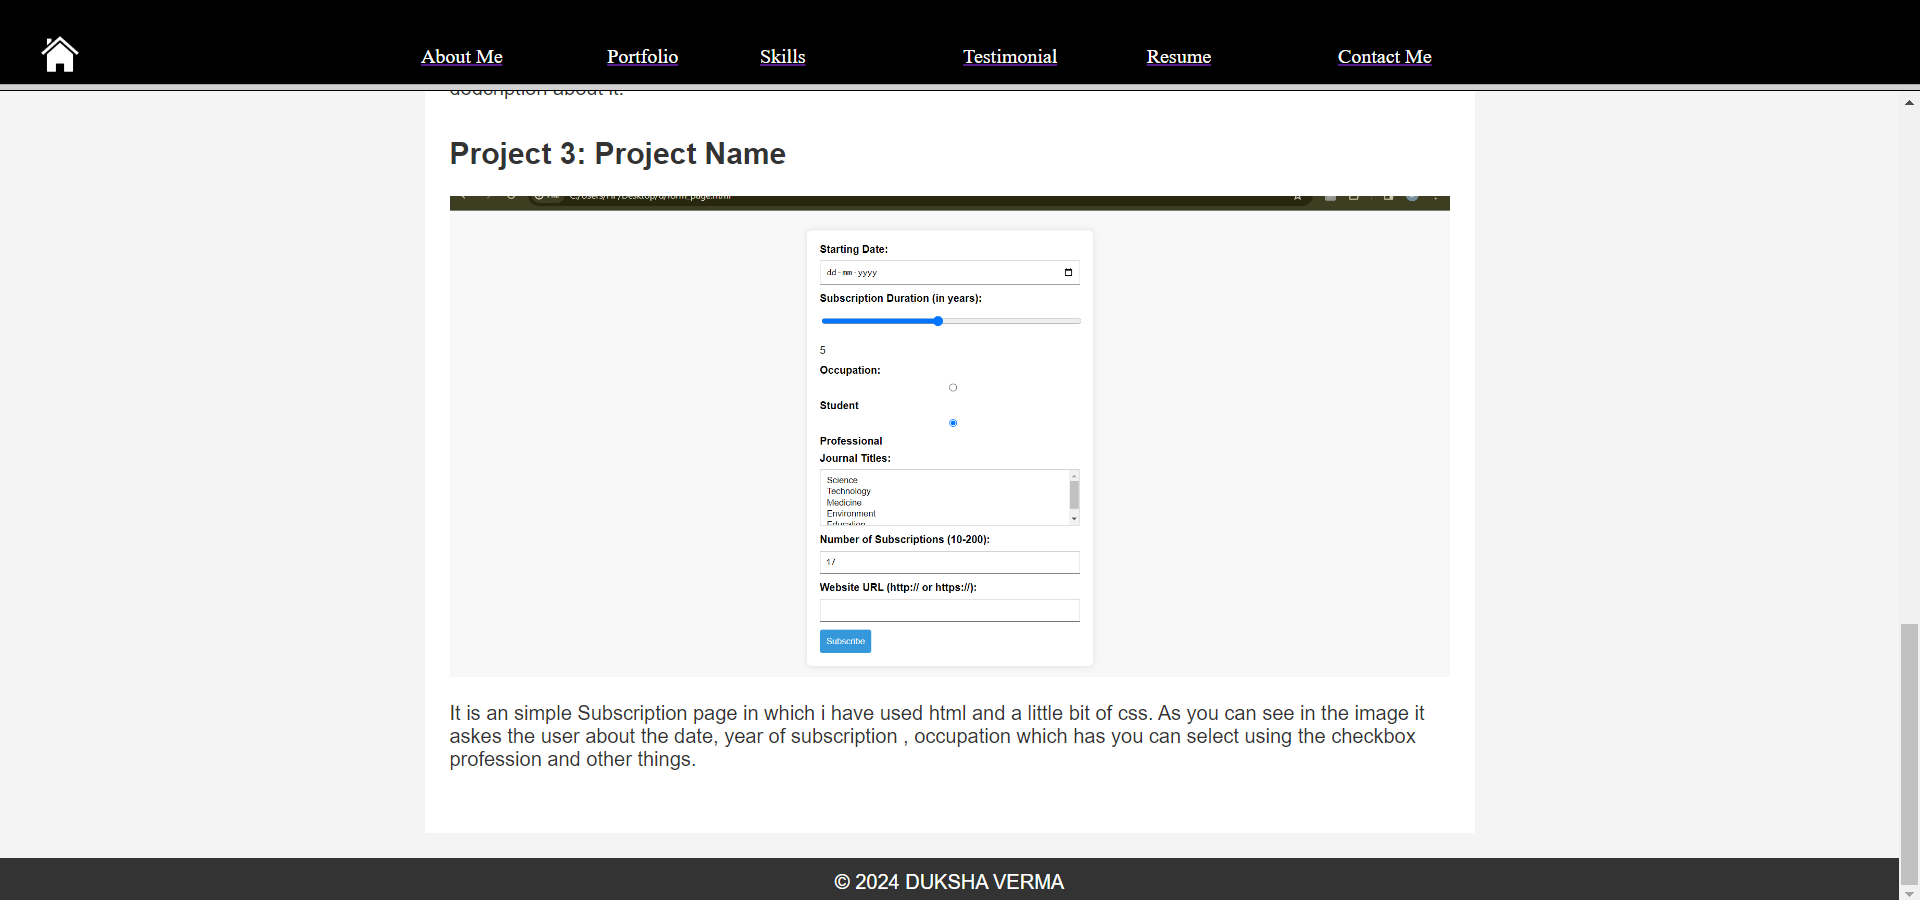 About Me Portfolio Skills Testimonial Resume Contact Me
about it.
Project 3: Project Name
Starting Date:
dd-mm-yyyy
Subscription Duration (in years):
5
Occupation:
Student
Professional
Journal Titles:
Science
Technology
Medicine
Environment
Education
Number of Subscriptions (10-200):
17
Website URL (http:// or https://):
Subscribe
It is an simple Subscription page in which i have used html and a little bit of css. As you can see in the image it
askes the user about the date, year of subscription , occupation which has you can select using the checkbox
profession and other things.
© 2024 DUKSHA VERMA